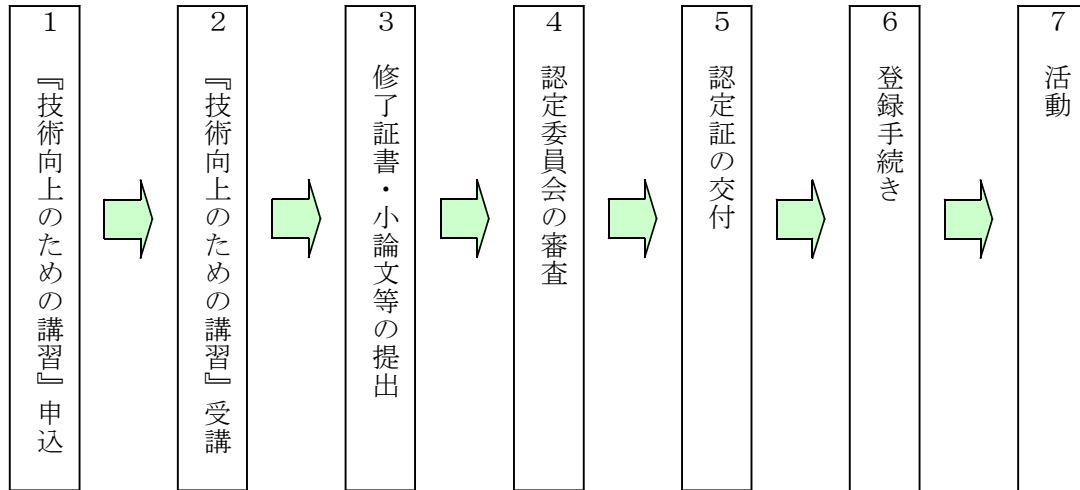 1 『技術向上のための講習』申込
2 『技術向上のための講習』受講
3 修了証書・小論文等の提出
4 認定委員会の審査
5 認定証の交付
6 登録手続き
7 活動